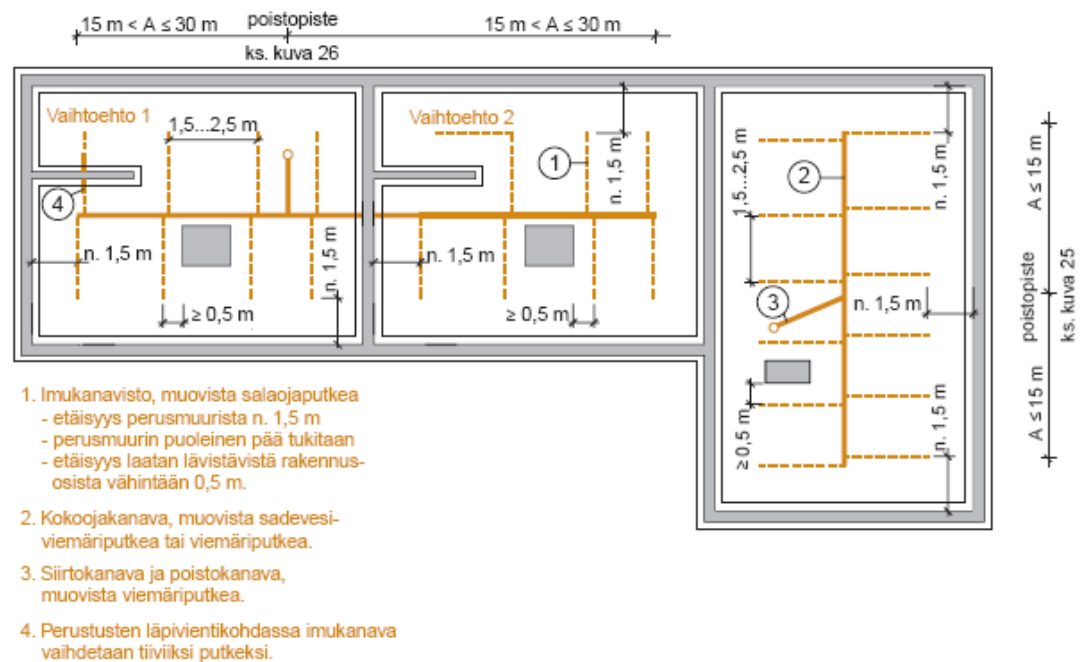 15 m < A ≤ 30 m
poistopiste
15 m < A ≤ 30 m
ks. kuva 26
Vaihtoehto 1
1,5...2,5 m
4
n. 1,5 m
≥ 0,5 m
n. 1,5 m
Vaihtoehto 2
1
n. 1,5 m
n. 1,5 m
≥ 0,5 m
1,5...2,5 m
2
n. 1,5 m
3
n. 1,5 m
≥ 0,5 m
n. 1,5 m
A ≤ 15 m
poistopiste
ks. kuva 25
A ≤ 15 m
1. Imukanavisto, muovista salaojaputkea
- etäisyys perusmuurista n. 1,5 m
- perusmuurin puoleinen pää tukitaan
- etäisyys laatan lävistävistä rakennus-
osista vähintään 0,5 m.
2. Kokoojakanava, muovista sadevesi-
viemäriputkea tai viemäriputkea.
3. Siirtokanava ja poistokanava,
muovista viemäriputkea.
4. Perustusten läpivientikohdassa imukanava
vaihdetaan tiiviiksi putkeksi.